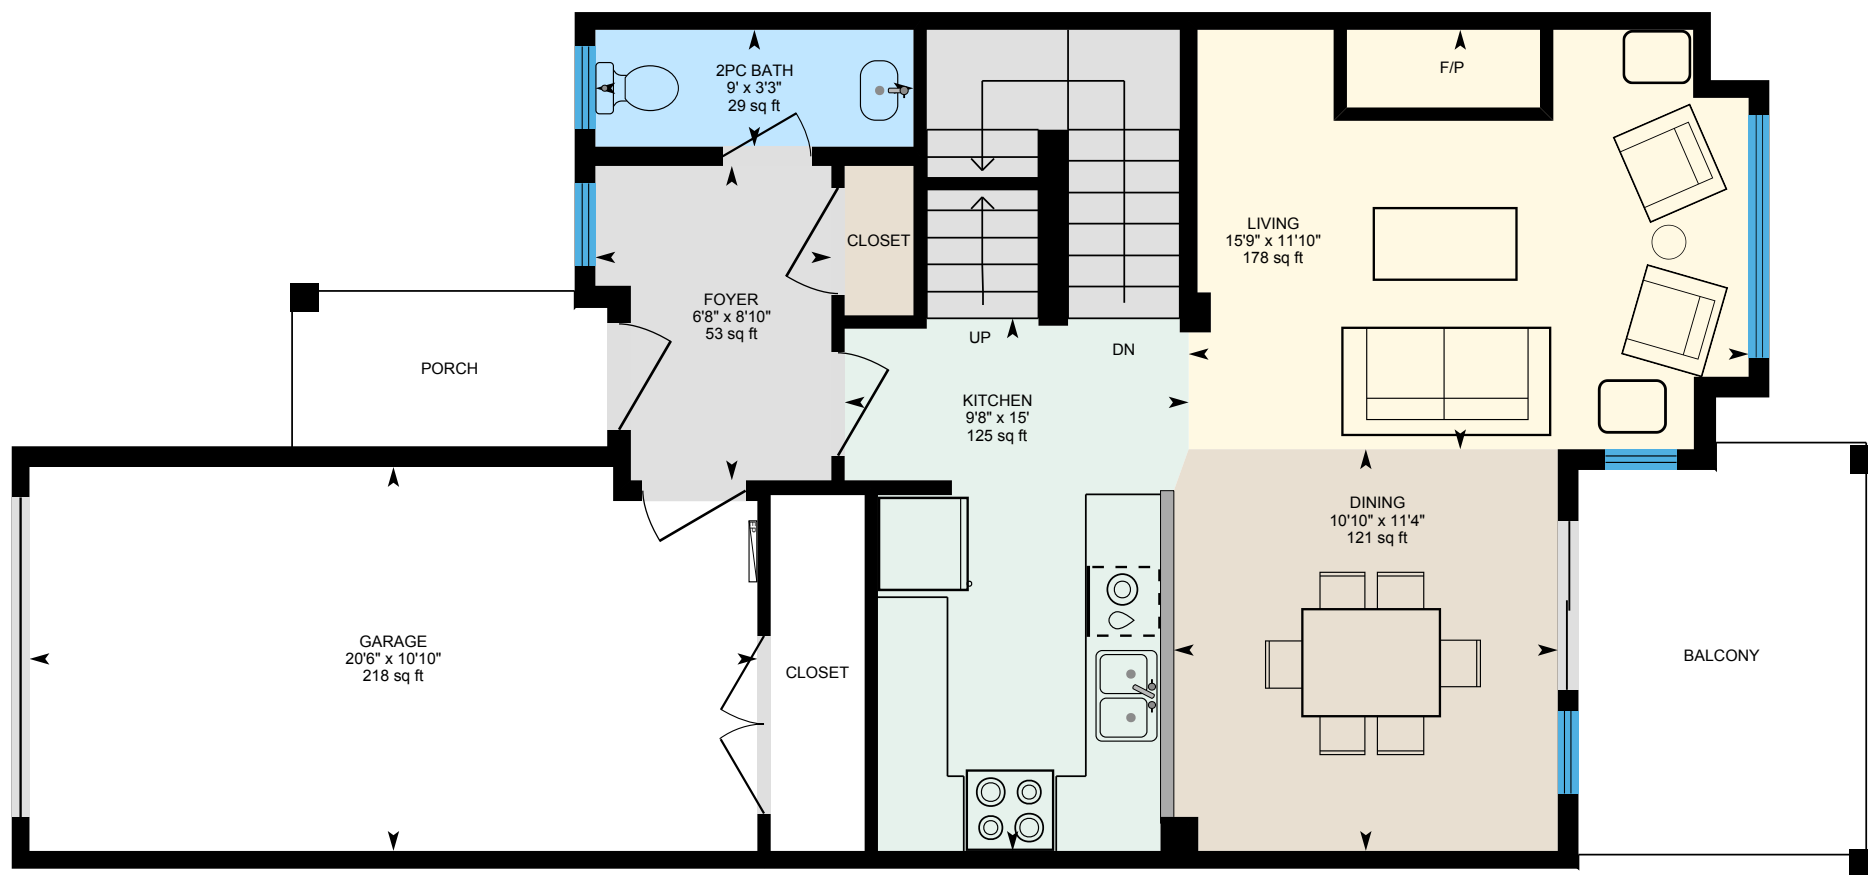 2PC BATH
9' x 3'3"
29 sq ft
F/P
CLOSET
LIVING
15'9" x 11'10"
178 sq ft
FOYER
6'8" x 8'10"
53 sq ft
UP
DN
PORCH
KITCHEN
9'8" x 15'
125 sq ft
DINING
10'10" x 11'4"
121 sq ft
EP
GARAGE
20'6" x 10'10"
218 sq ft
CLOSET
BALCONY